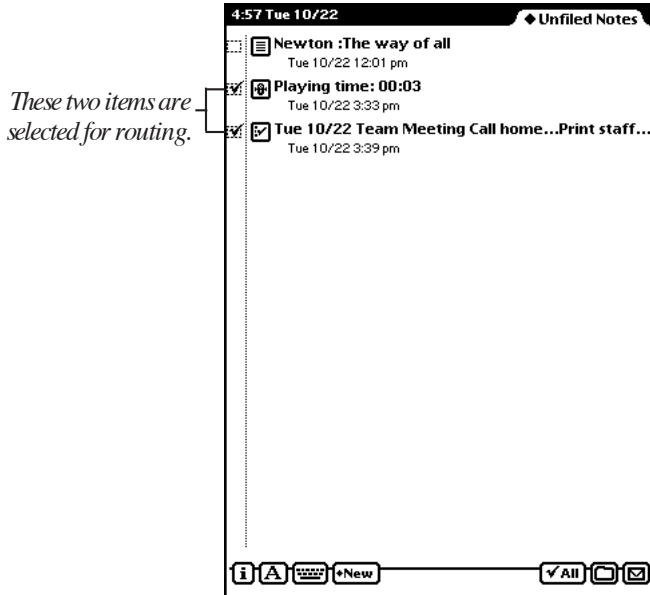 4:57 Tue 10/22
◆ Unfiled Notes
Newton :The way of all
Tue 10/22 12:01 pm
Playing time: 00:03
Tue 10/22 3:33 pm
Tue 10/22 Team Meeting Call home...Print staff...
Tue 10/22 3:39 pm
These two items are
selected for routing.
i A •New ✓All